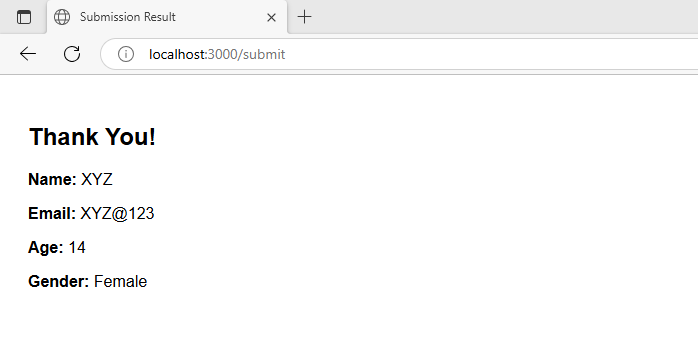 Submission Result
localhost:3000/submit
Thank You!
Name: XYZ
Email: XYZ@123
Age: 14
Gender: Female